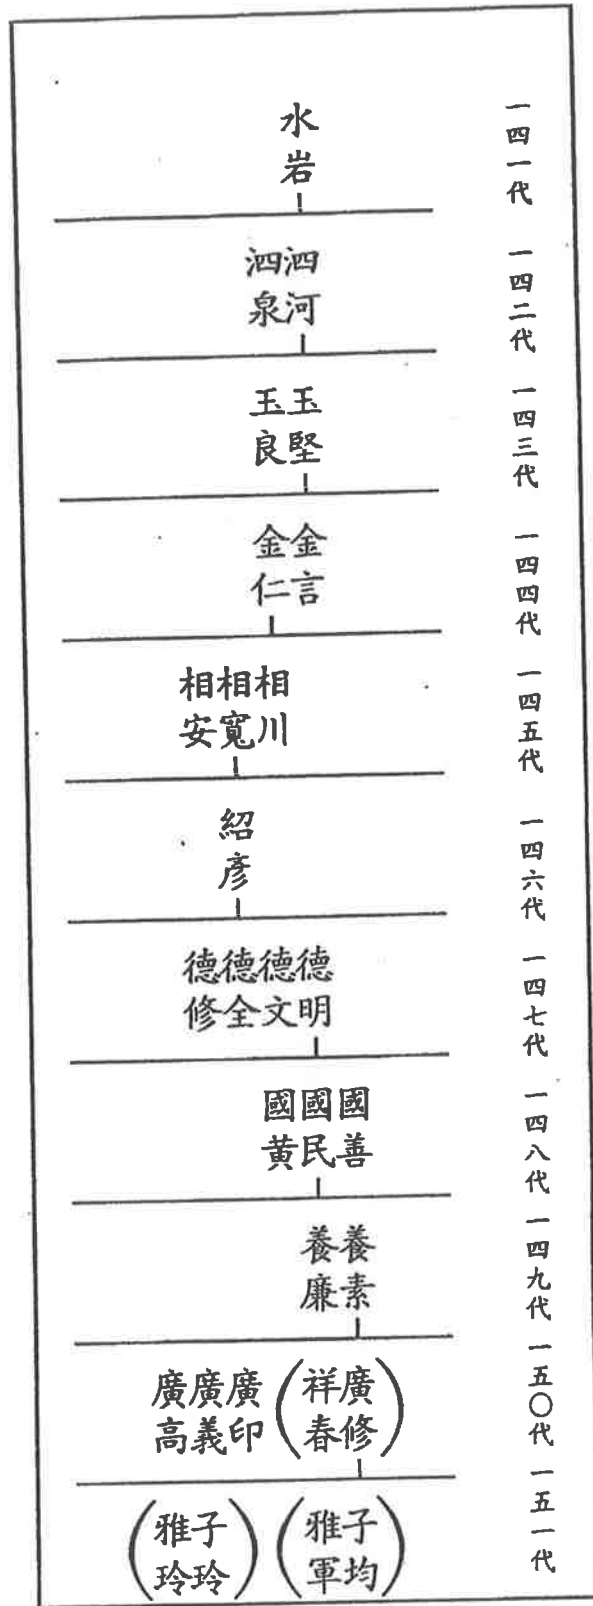 一四一代
水岩
一四二代
泗河
泗泉
一四三代
玉堅
玉良
一四四代
金言
金仁
一四五代
相川
相寬
相安
一四六代
紹彥
一四七代
德明
德文
德全
德修
一四八代
國善
國民
國黃
一四九代
養素
養廉
一五〇代
(廣修
祥春)
廣印
廣義
廣高
一五一代
(子均
雅軍)
(子玲
雅玲)